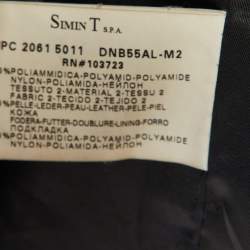 SIMIN T S.P.A.
PC 2061 5011 DNB55AL-M2
RN#103723
%POLIAMMIDICA-POLYAMID-POLYAMIDE
NYLON-POLIAMIDA-НЕЙЛОН
TESSUTO 2-MATERIAL 2-TESSU 2
FABRIC 2-TECIDO 2-TEJIDO 2
%PELLE-LEDER-PEAU-LEATHER-PELE-PIEL
КОЖА
FODERA-FUTTER-DOUBLURE-LINING-FORRO
ПОДКЛАДКА
%POLIAMMIDICA-POLYAMID-POLYAMIDE
NYLON-POLIAMIDA-НЕЙЛОН